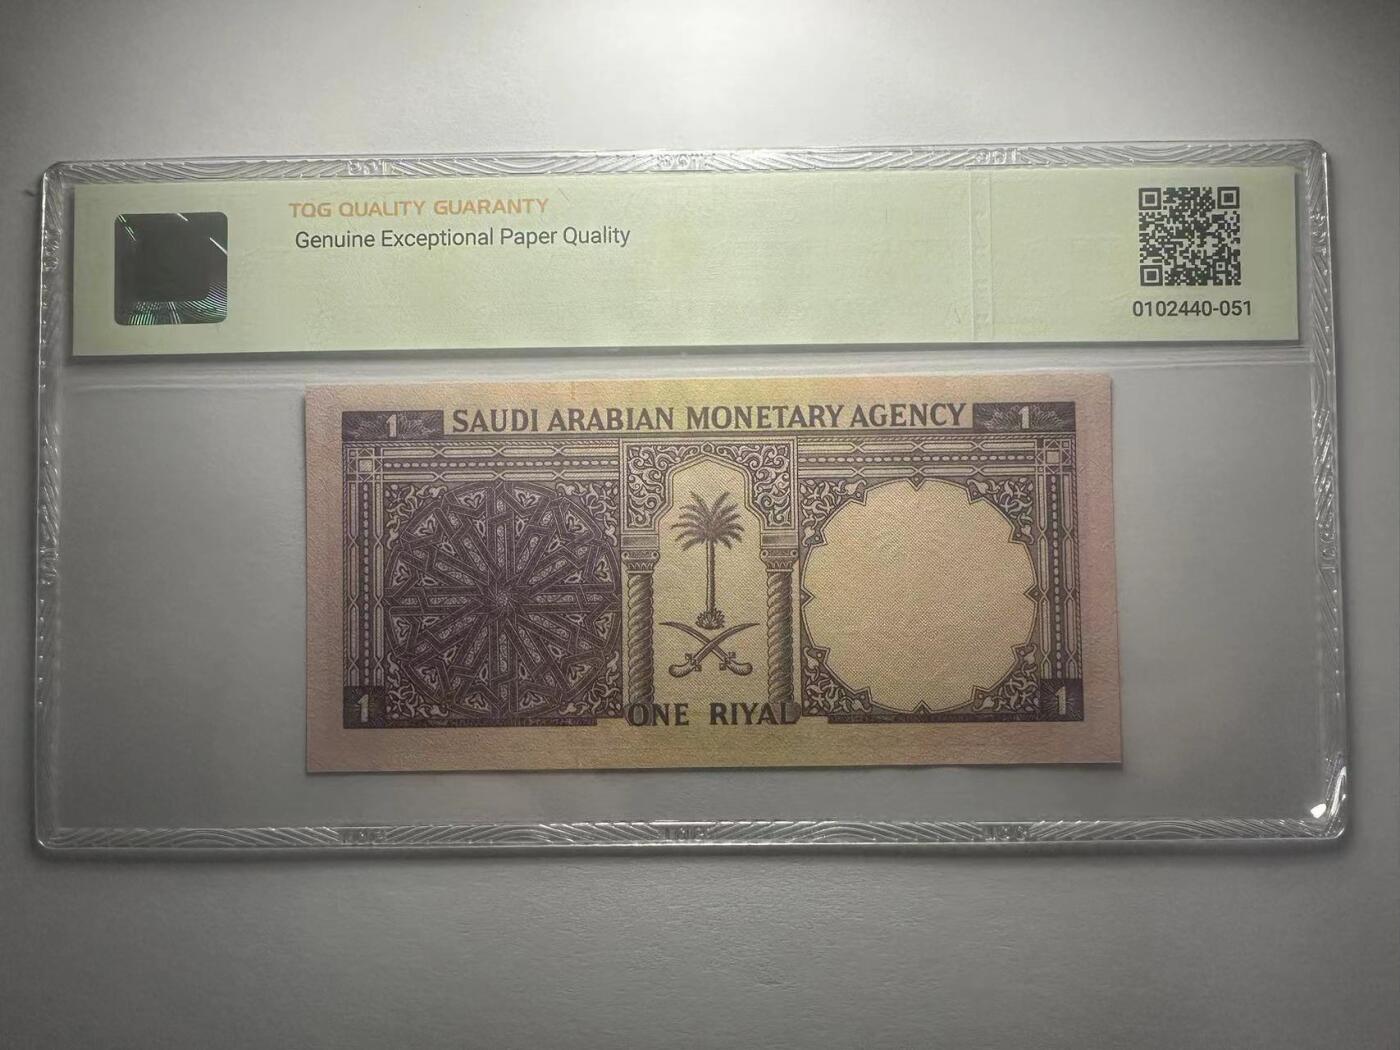 TQG QUALITY GUARANTY
Genuine Exceptional Paper Quality
0102440-051
1 SAUDI ARABIAN MONETARY AGENCY 1
1 ONE RIYAL 1